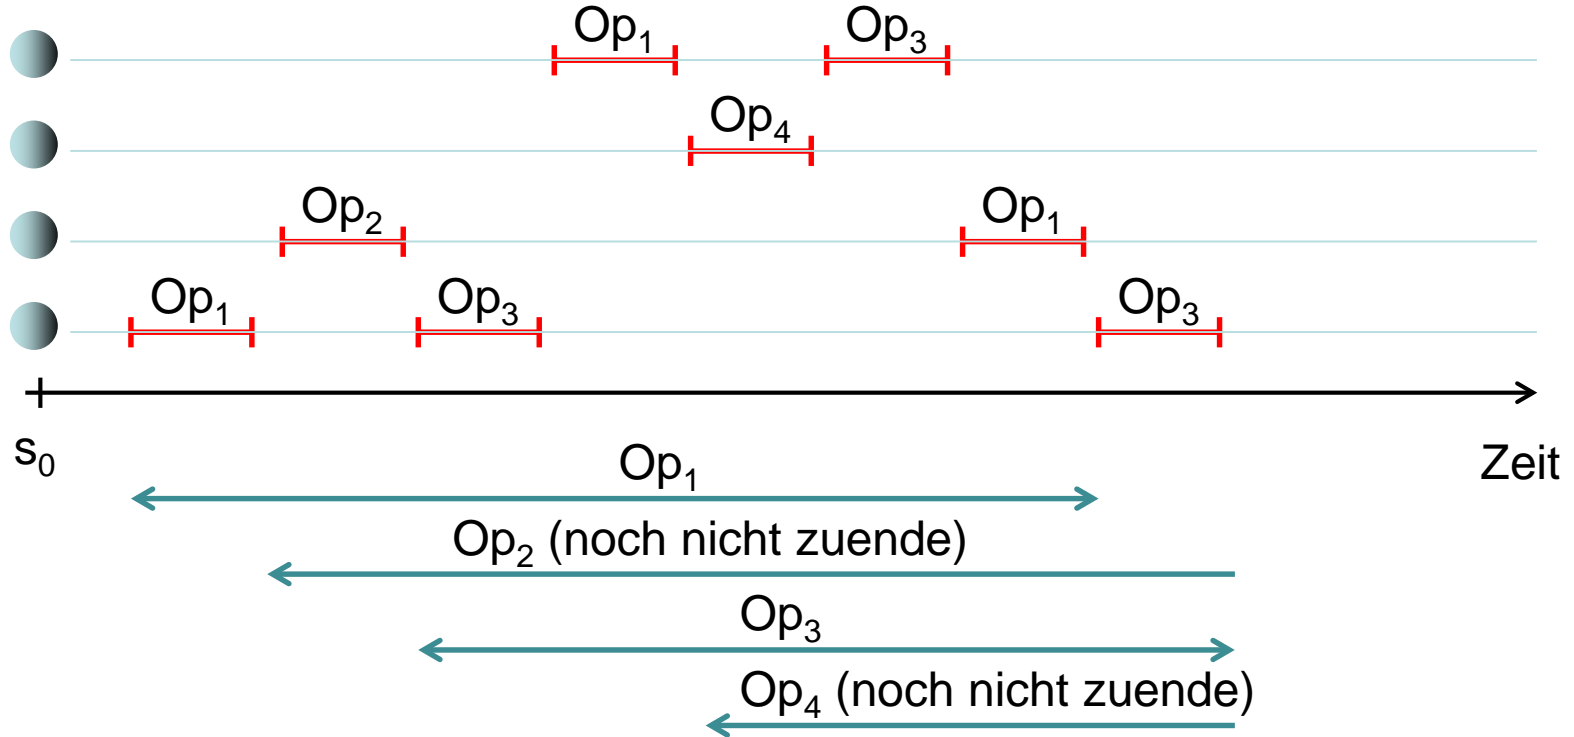 Op₁ Op₃
Op₄
Op₂ Op₁
Op₁ Op₃ Op₃
s₀ Zeit
Op₁
Op₂ (noch nicht zuende)
Op₃
Op₄ (noch nicht zuende)